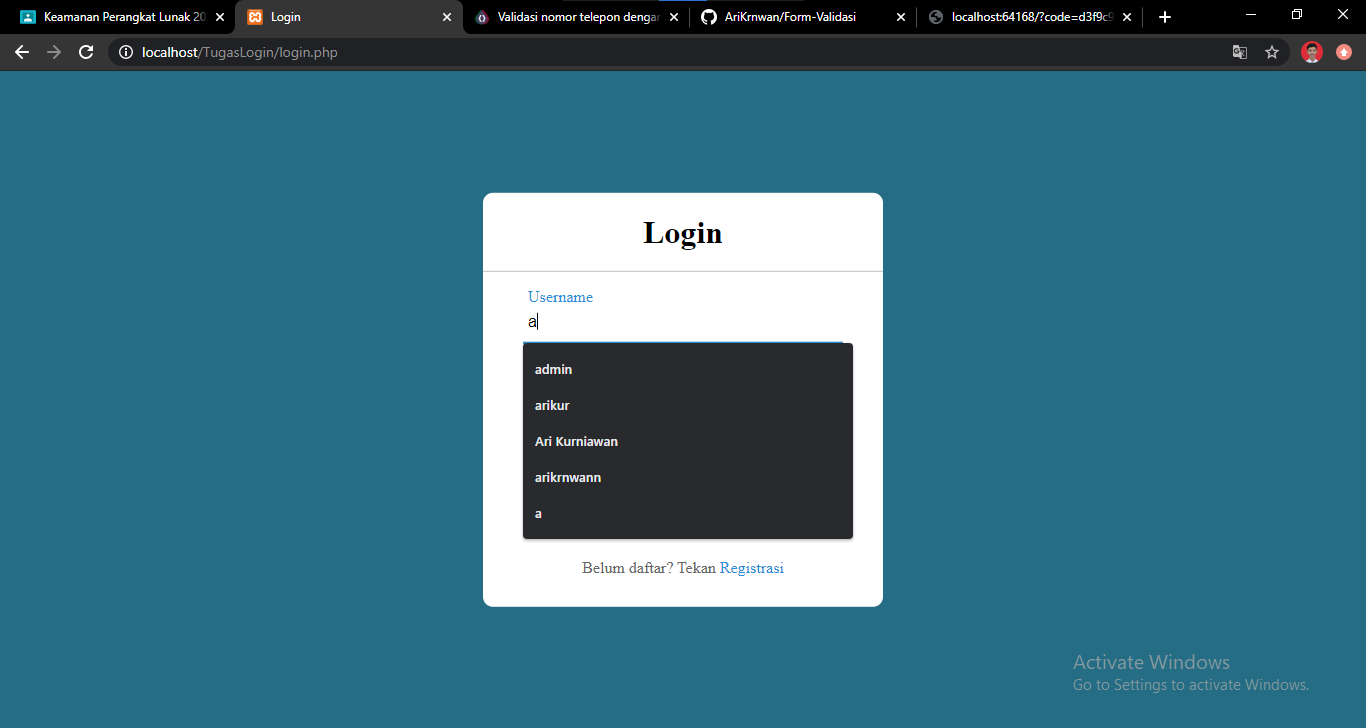 Keamanan Perangkat Lunak 20
Login
Validasi nomor telepon dengan
AriKrnwan/Form-Validasi
localhost:64168/?code=d3f9c9
localhost/TugasLogin/login.php
Login
Username
a
admin
arikur
Ari Kurniawan
arikrnwann
a
Belum daftar? Tekan Registrasi
Activate Windows
Go to Settings to activate Windows.